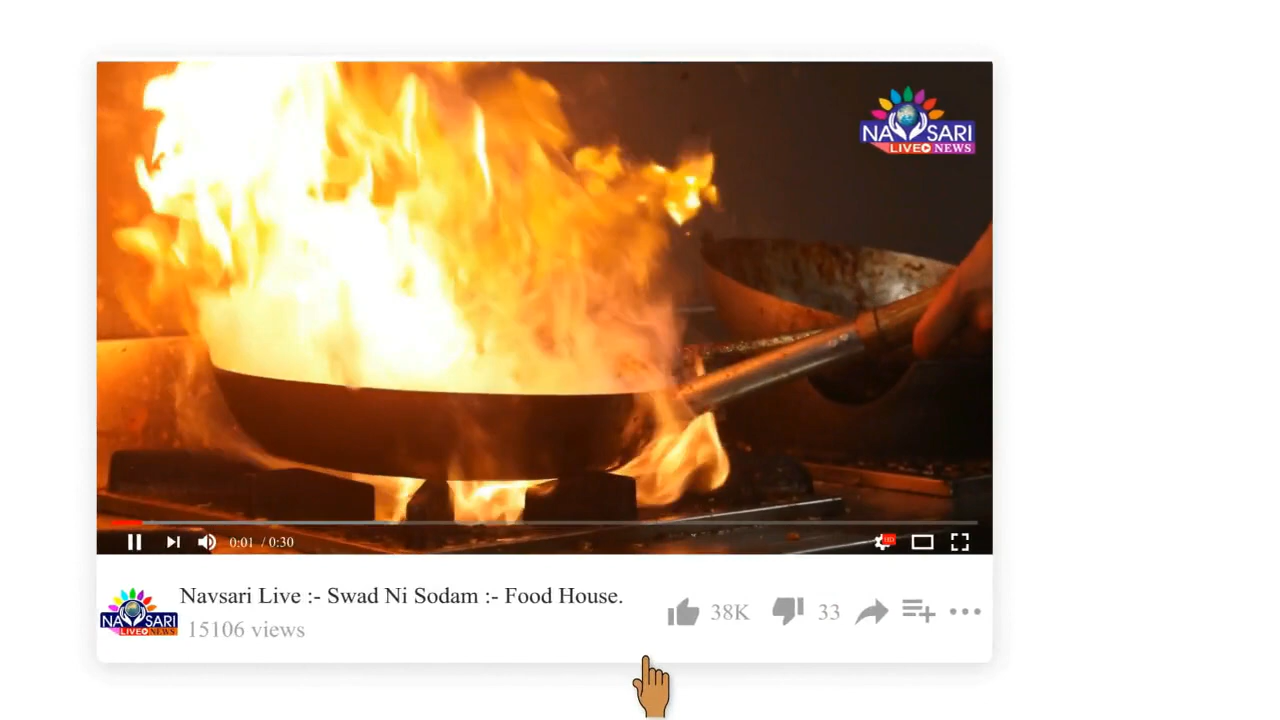 NAVSARI
LIVE NEWS
0:01 / 0:30
HD
Navsari Live :- Swad Ni Sodam :- Food House.
15106 views
38K
33
NAVSARI
LIVE NEWS